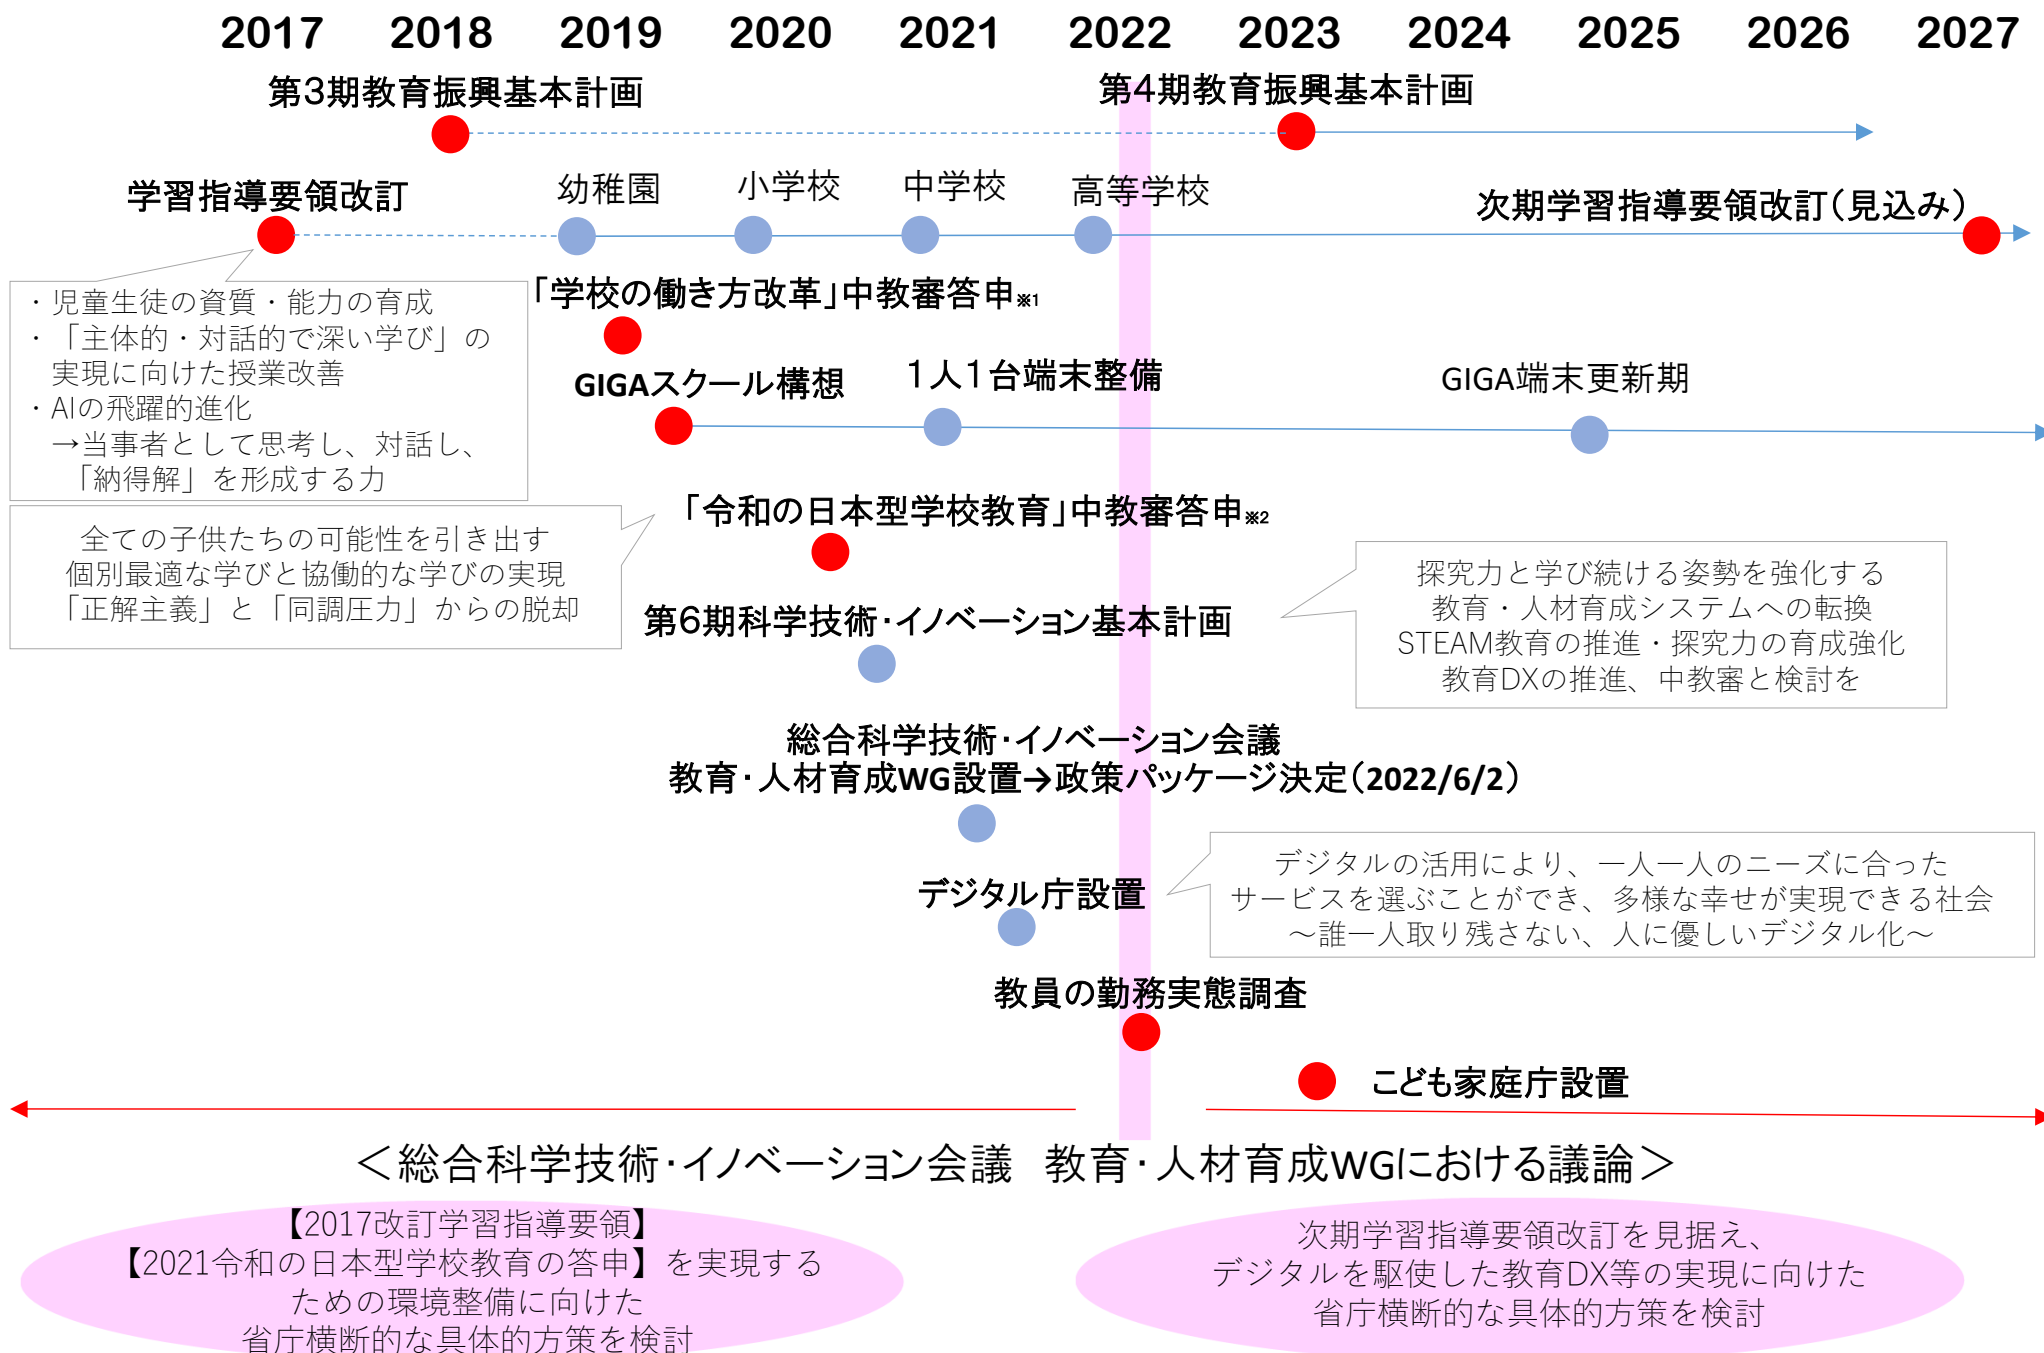 2017 2018 2019 2020 2021 2022 2023 2024 2025 2026 2027
第3期教育振興基本計画
第4期教育振興基本計画
学習指導要領改訂
幼稚園
小学校
中学校
高等学校
次期学習指導要領改訂（見込み）
・児童生徒の資質・能力の育成
・「主体的・対話的で深い学び」の
実現に向けた授業改善
・AIの飛躍的進化
→当事者として思考し、対話し、
「納得解」を形成する力
「学校の働き方改革」中教審答申※1
GIGAスクール構想
1人1台端末整備
GIGA端末更新期
「令和の日本型学校教育」中教審答申※2
全ての子供たちの可能性を引き出す
個別最適な学びと協働的な学びの実現
「正解主義」と「同調圧力」からの脱却
第6期科学技術・イノベーション基本計画
探究力と学び続ける姿勢を強化する
教育・人材育成システムへの転換
STEAM教育の推進・探究力の育成強化
教育DXの推進、中教審と検討を
総合科学技術・イノベーション会議
教育・人材育成WG設置→政策パッケージ決定（2022/6/2）
デジタル庁設置
デジタルの活用により、一人一人のニーズに合った
サービスを選ぶことができ、多様な幸せが実現できる社会
～誰一人取り残さない、人に優しいデジタル化～
教員の勤務実態調査
こども家庭庁設置
＜総合科学技術・イノベーション会議　教育・人材育成WGにおける議論＞
【2017改訂学習指導要領】
【2021令和の日本型学校教育の答申】を実現する
ための環境整備に向けた
省庁横断的な具体的方策を検討
次期学習指導要領改訂を見据え、
デジタルを駆使した教育DX等の実現に向けた
省庁横断的な具体的方策を検討